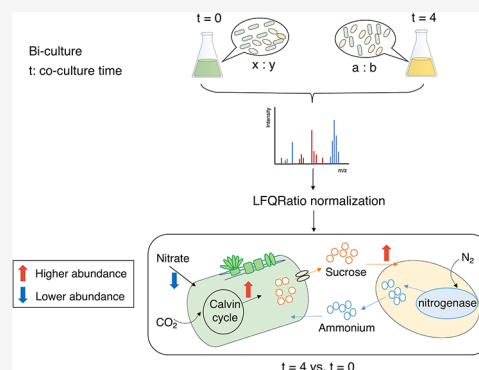 t = 0
t = 4
Bi-culture
t: co-culture time
x : y
a : b
Intensity
m/z
LFQRatio normalization
Higher abundance
Lower abundance
Nitrate
CO2
Calvin
cycle
Sucrose
Ammonium
N2
nitrogenase
t = 4 vs. t = 0